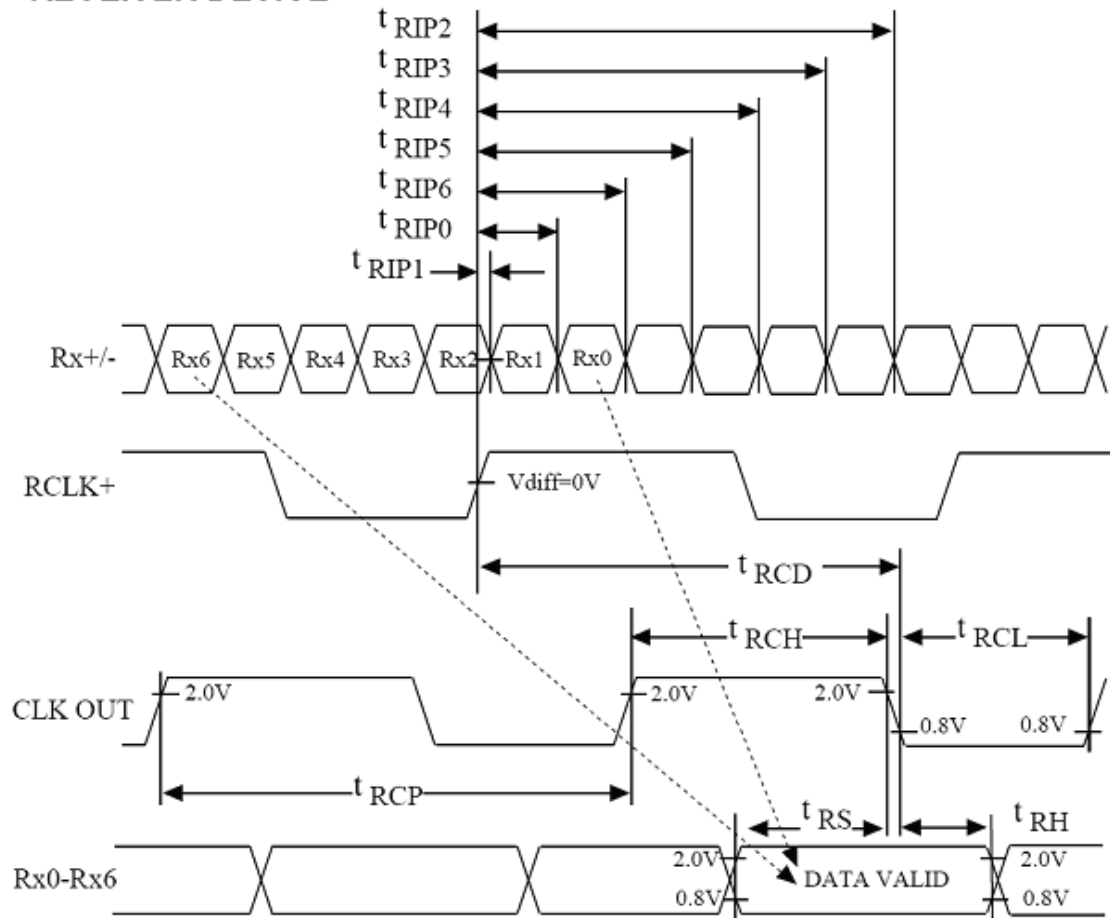 t RIP2
t RIP3
t RIP4
t RIP5
t RIP6
t RIP0
t RIP1
Rx+/- Rx6 Rx5 Rx4 Rx3 Rx2 Rx1 Rx0
RCLK+ Vdiff=0V
t RCD
t RCH t RCL
CLK OUT 2.0V 2.0V 2.0V 0.8V 0.8V
t RCP
t RS t RH
Rx0-Rx6 2.0V DATA VALID 2.0V
0.8V 0.8V